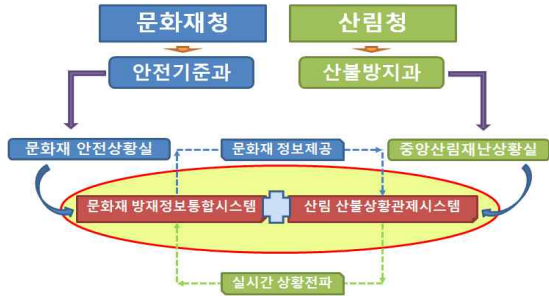 문화재청
산림청
안전기준과
산불방지과
문화재 안전상황실
문화재 정보제공
중앙산림재난상황실
문화재 방재정보통합시스템
산림 산불상황관제시스템
실시간 상황전파